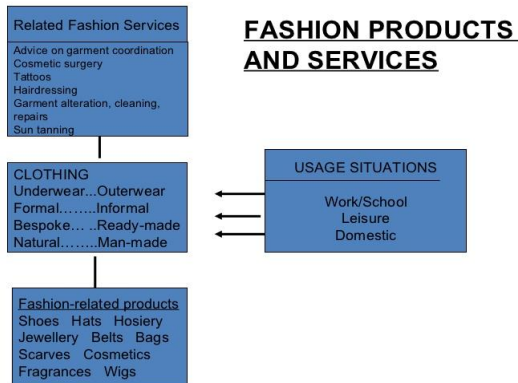 Related Fashion Services
Advice on garment coordination
Cosmetic surgery
Tattoos
Hairdressing
Garment alteration, cleaning,
repairs
Sun tanning
FASHION PRODUCTS
AND SERVICES
CLOTHING
Underwear...Outerwear
Formal……..Informal
Bespoke… ..Ready-made
Natural……..Man-made
USAGE SITUATIONS
Work/School
Leisure
Domestic
Fashion-related products
Shoes Hats Hosiery
Jewellery Belts Bags
Scarves Cosmetics
Fragrances Wigs